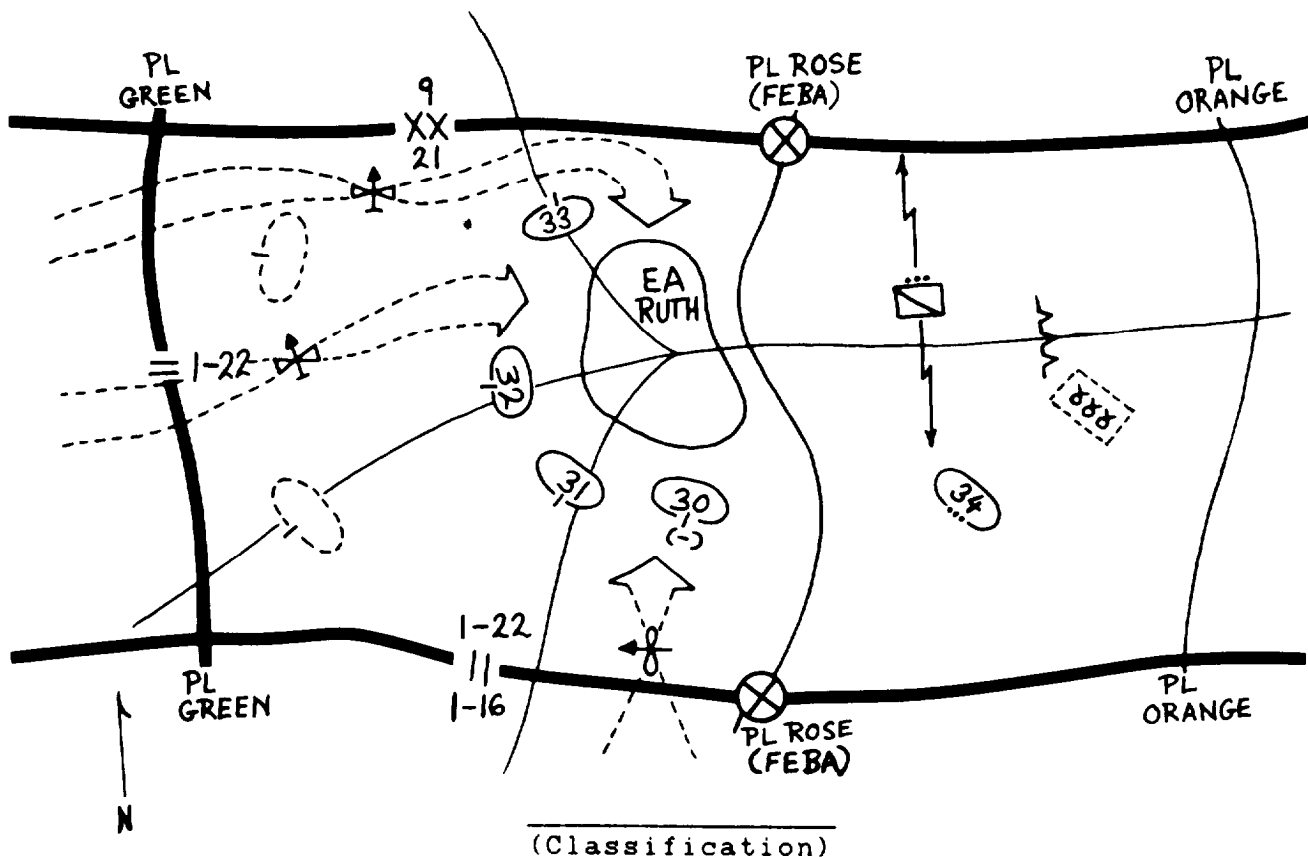 PL
GREEN
9
XX
21
PL ROSE
(FEBA)
PL
ORANGE
33
EA
RUTH
1-22
32
31
30
(-)
34
1-22
1-16
PL
GREEN
PL ROSE
(FEBA)
PL
ORANGE
N
(Classification)